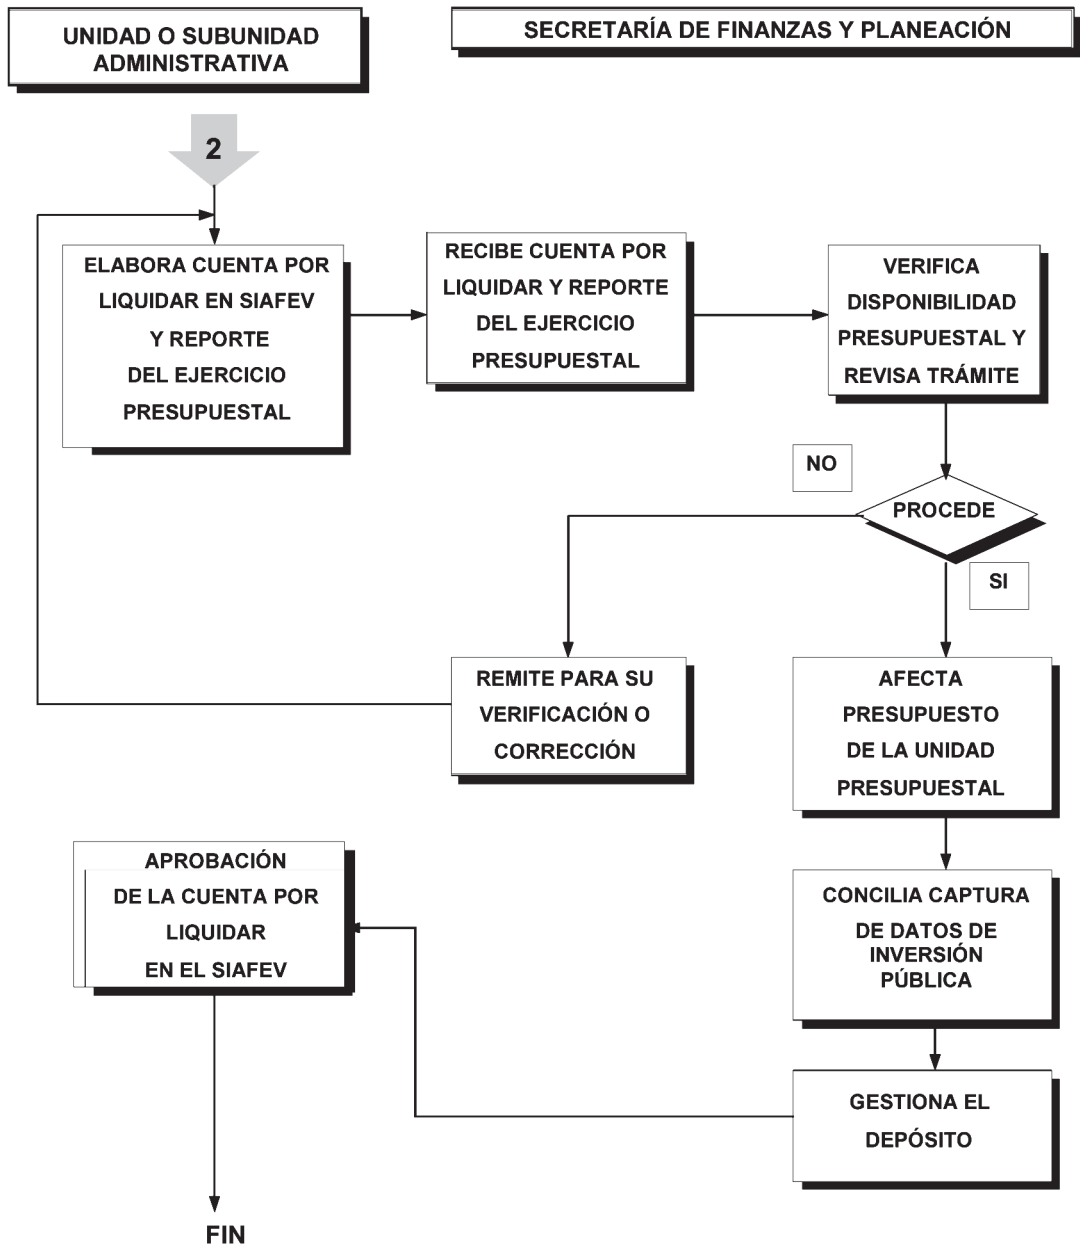 UNIDAD O SUBUNIDAD
ADMINISTRATIVA
SECRETARÍA DE FINANZAS Y PLANEACIÓN
2
ELABORA CUENTA POR
LIQUIDAR EN SIAFEV
Y REPORTE
DEL EJERCICIO
PRESUPUESTAL
RECIBE CUENTA POR
LIQUIDAR Y REPORTE
DEL EJERCICIO
PRESUPUESTAL
VERIFICA
DISPONIBILIDAD
PRESUPUESTAL Y
REVISA TRÁMITE
NO
PROCEDE
SI
REMITE PARA SU
VERIFICACIÓN O
CORRECCIÓN
AFECTA
PRESUPUESTO
DE LA UNIDAD
PRESUPUESTAL
CONCILIA CAPTURA
DE DATOS DE
INVERSIÓN
PÚBLICA
GESTIONA EL
DEPÓSITO
APROBACIÓN
DE LA CUENTA POR
LIQUIDAR
EN EL SIAFEV
FIN